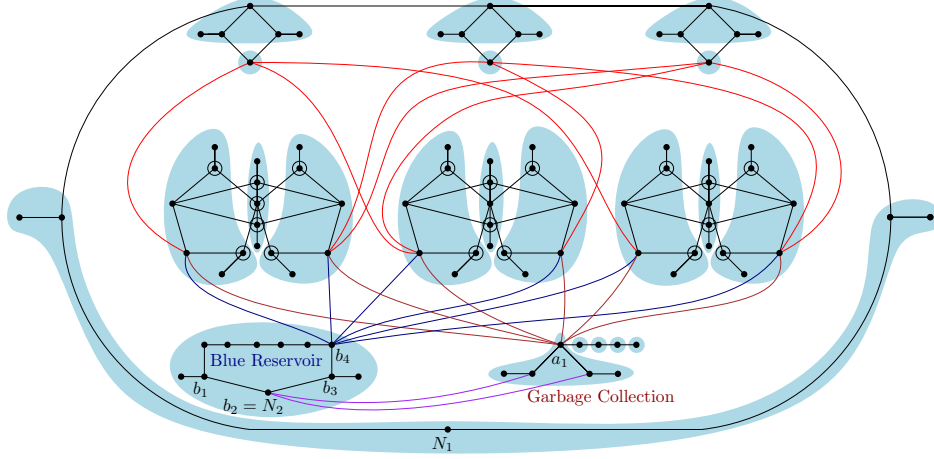 Blue Reservoir
b₄
a₁
b₁
b₃
Garbage Collection
b₂ = N₂
N₁